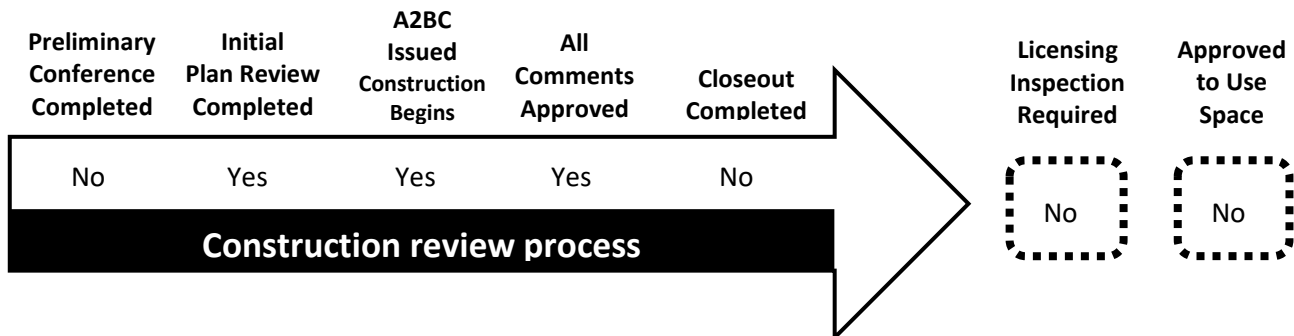 Preliminary
Conference
Completed
Initial
Plan Review
Completed
A2BC
Issued
Construction
Begins
All
Comments
Approved
Closeout
Completed
Licensing
Inspection
Required
Approved
to Use
Space
No
Yes
Yes
Yes
No
No
No
Construction review process